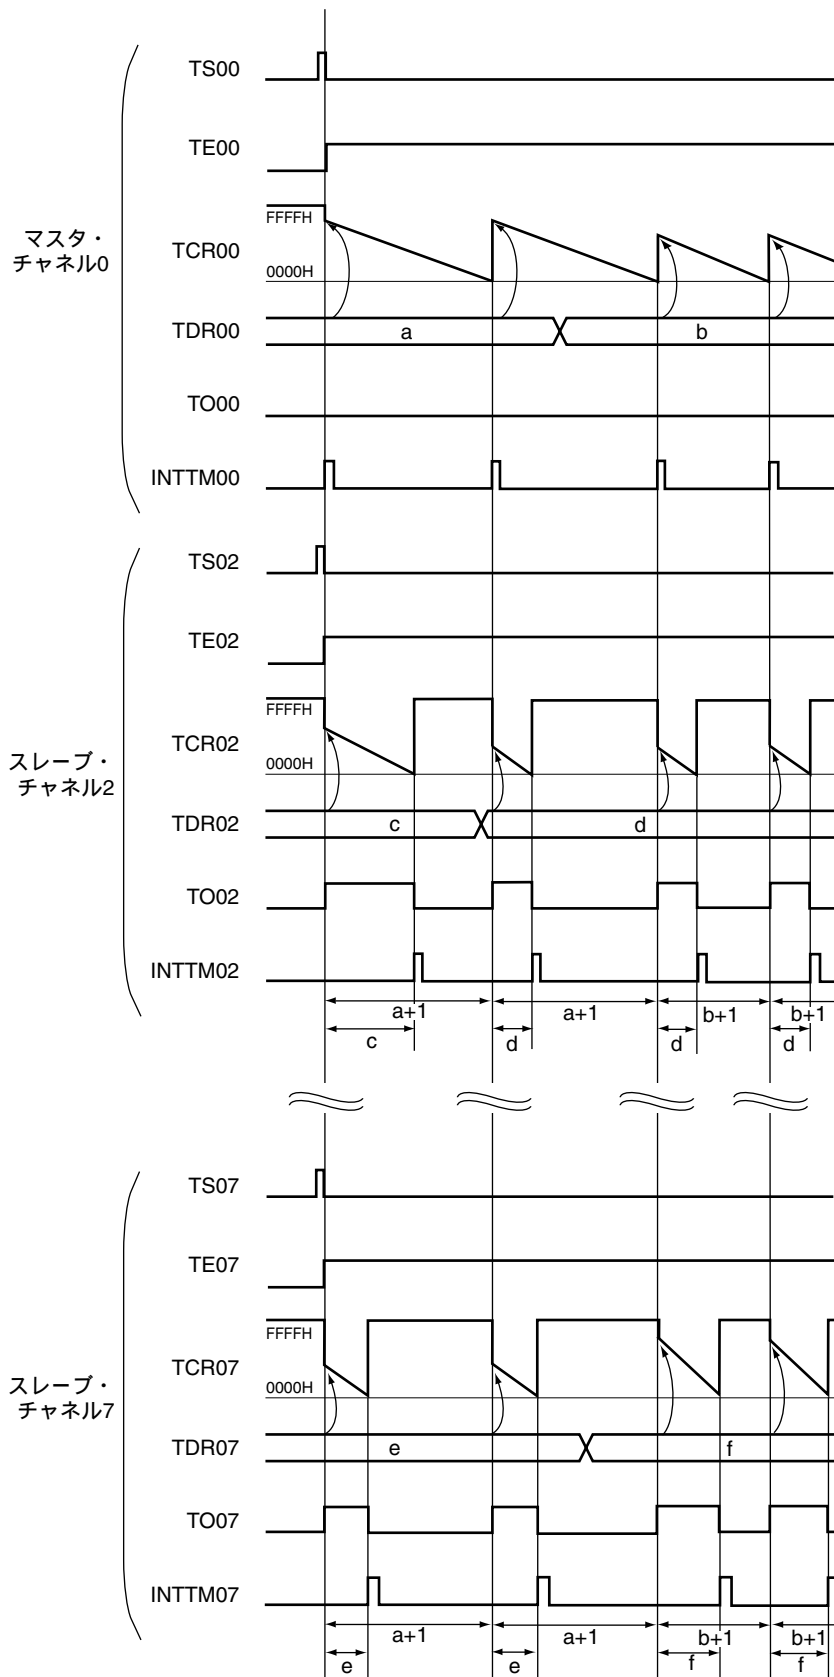 マスタ・
チャネル0
TS00
TE00
TCR00
FFFFH
0000H
TDR00
a
b
TO00
INTTM00
スレーブ・
チャネル2
TS02
TE02
TCR02
FFFFH
0000H
TDR02
c
d
TO02
INTTM02
a+1
a+1
b+1
b+1
c
d
d
d
スレーブ・
チャネル7
TS07
TE07
TCR07
FFFFH
0000H
TDR07
e
f
TO07
INTTM07
a+1
a+1
b+1
b+1
e
e
f
f